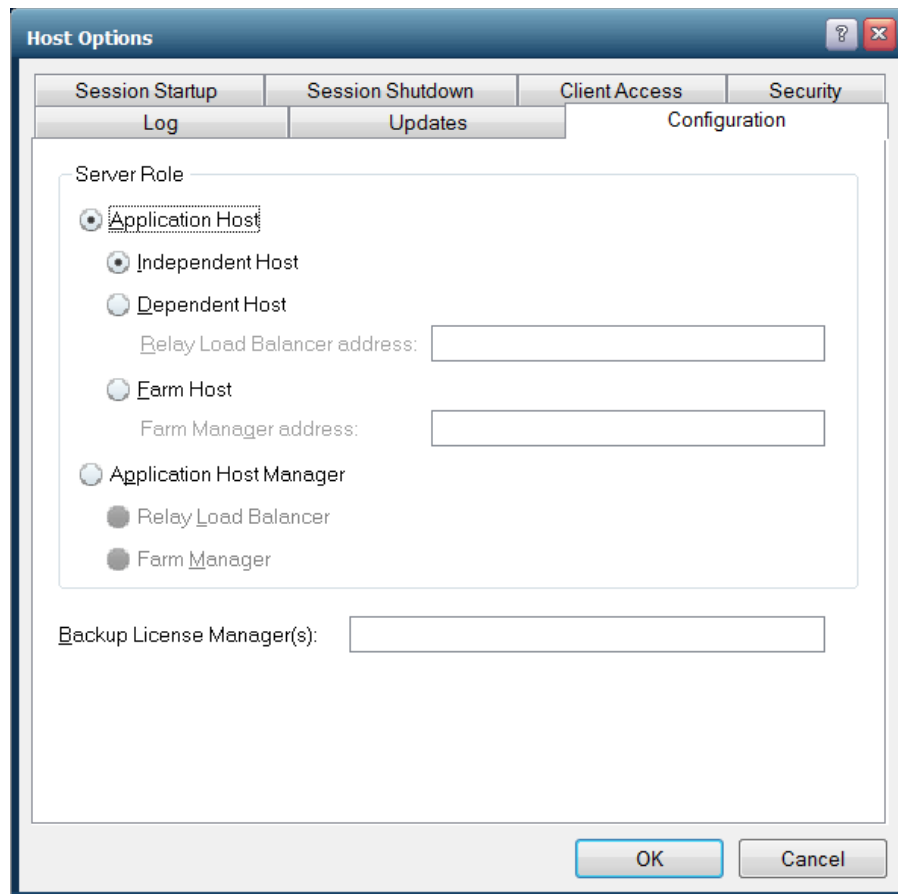 Host Options
Session Startup Session Shutdown Client Access Security
Log Updates Configuration
Server Role
Application Host
Independent Host
Dependent Host
Relay Load Balancer address:
Farm Host
Farm Manager address:
Application Host Manager
Relay Load Balancer
Farm Manager
Backup License Manager(s):
OK Cancel